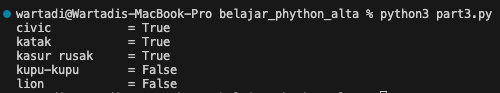 wartadi@Wartadis-MacBook-Pro belajar_phython_alta % python3 part3.py
civic          = True
katak          = True
kasur rusak    = True
kupu-kupu      = False
lion           = False